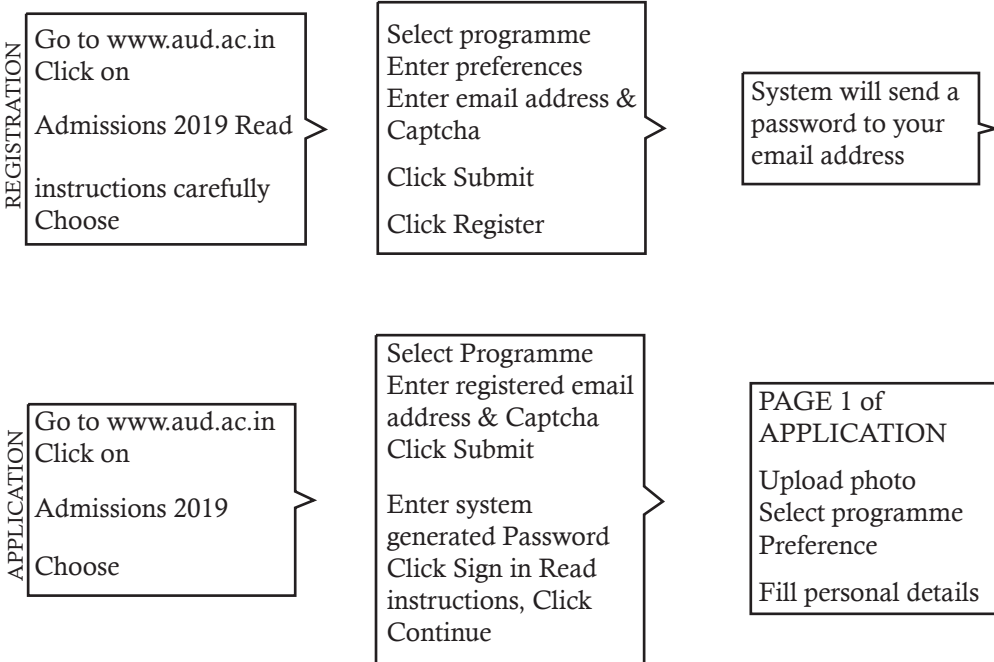 REGISTRATION
Go to www.aud.ac.in
Click on
Admissions 2019 Read
instructions carefully
Choose
Select programme
Enter preferences
Enter email address &
Captcha
Click Submit
Click Register
System will send a
password to your
email address
APPLICATION
Go to www.aud.ac.in
Click on
Admissions 2019
Choose
Select Programme
Enter registered email
address & Captcha
Click Submit
Enter system
generated Password
Click Sign in Read
instructions, Click
Continue
PAGE 1 of
APPLICATION
Upload photo
Select programme
Preference
Fill personal details